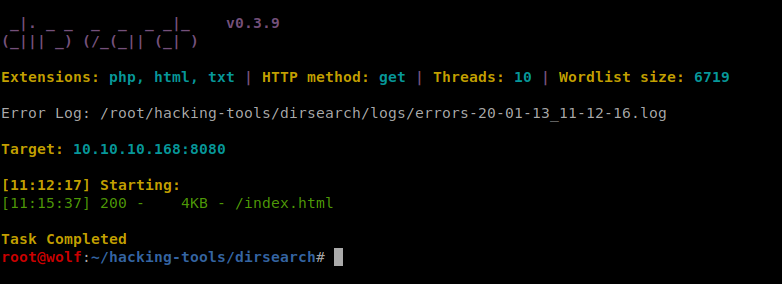 _|. _ _  _  _  _ _|_    v0.3.9
(_||| _) (/_(_|| (_| )
Extensions: php, html, txt | HTTP method: get | Threads: 10 | Wordlist size: 6719
Error Log: /root/hacking-tools/dirsearch/logs/errors-20-01-13_11-12-16.log
Target: 10.10.10.168:8080
[11:12:17] Starting:
[11:15:37] 200 -    4KB - /index.html
Task Completed
root@wolf:~/hacking-tools/dirsearch#